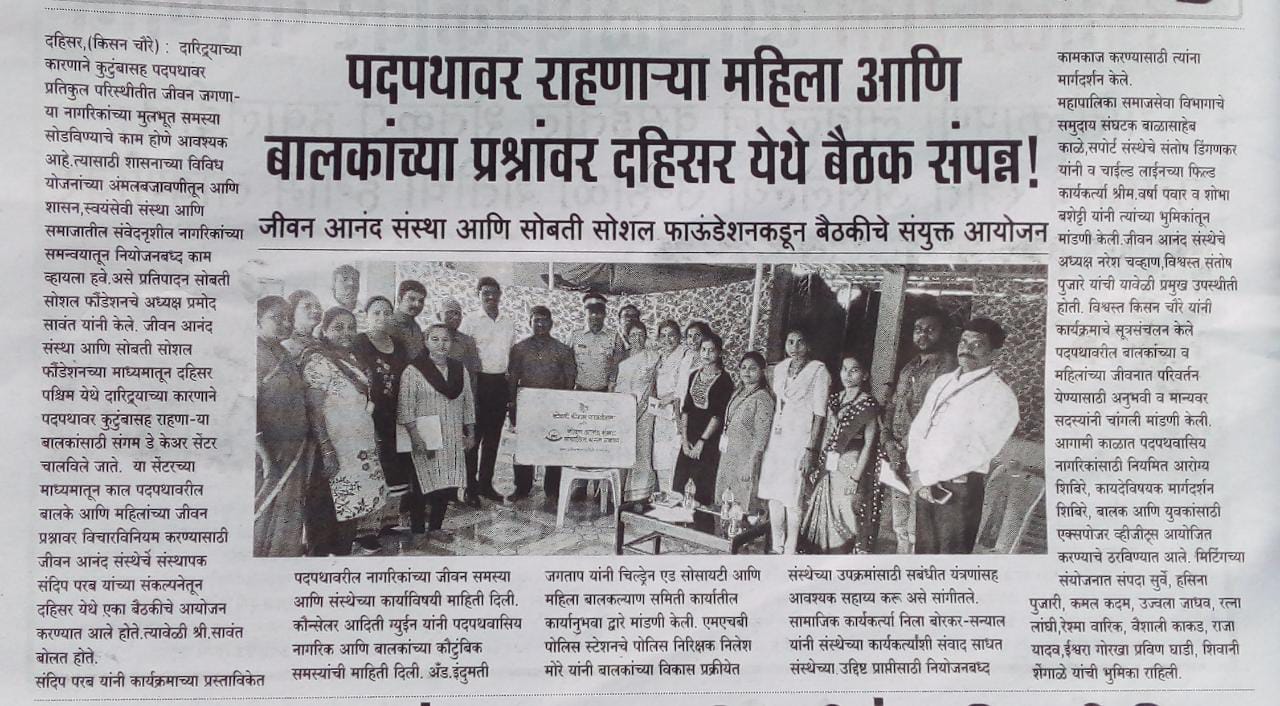 पदपथावर राहणाऱ्या महिला आणि
बालकांच्या प्रश्नांवर दहिसर येथे बैठक संपन्न!
जीवन आनंद संस्था आणि सोबती सोशल फाऊंडेशनकडून बैठकीचे संयुक्त आयोजन
दहिसर,(किसन चौरे) : दारिद्र्याच्या
कारणाने कुटुंबासह पदपथावर
प्रतिकुल परिस्थीतीत जीवन जगणा-
या नागरिकांच्या मुलभूत समस्या
सोडविण्याचे काम होणे आवश्यक
आहे.त्यासाठी शासनाच्या विविध
योजनांच्या अंमलबजावणीतून आणि
शासन,स्वयंसेवी संस्था आणि
समाजातील संवेदनृशील नागरिकांच्या
समन्वयातून नियोजनबध्द काम
व्हायला हवे.असे प्रतिपादन सोबती
सोशल फौंडेशनचे अध्यक्ष प्रमोद
सावंत यांनी केले. जीवन आनंद
संस्था आणि सोबती सोशल
फौंडेशनच्या माध्यमातून दहिसर
पश्चिम येथे दारिद्र्याच्या कारणाने
पदपथावर कुटुंबासह राहणा-या
बालकांसाठी संगम डे केअर सेंटर
चालविले जाते. या सेंटरच्या
माध्यमातून काल पदपथावरील
बालके आणि महिलांच्या जीवन
प्रश्नावर विचारविनियम करण्यासाठी
जीवन आनंद संस्थेचे संस्थापक
संदिप परब यांच्या संकल्पनेतून
दहिसर येथे एका बैठकीचे आयोजन
करण्यात आले होते.त्यावेळी श्री.सावंत
बोलत होते.
संदिप परब यांनी कार्यक्रमाच्या प्रस्ताविकेत
पदपथावरील नागरिकांच्या जीवन समस्या
आणि संस्थेच्या कार्याविषयी माहिती दिली.
कौन्सेलर आदिती ग्युईन यांनी पदपथवासिय
नागरिक आणि बालकांच्या कौटुंबिक
समस्यांची माहिती दिली. अँड.इंदुमती
जगताप यांनी चिल्ड्रेन एड सोसायटी आणि
महिला बालकल्याण समिती कार्यातील
कार्यानुभवा द्वारे मांडणी केली. एमएचबी
पोलिस स्टेशनचे पोलिस निरिक्षक निलेश
मोरे यांनी बालकांच्या विकास प्रक्रीयेत
संस्थेच्या उपक्रमांसाठी सबंधीत यंत्रणांसह
आवश्यक सहाय्य करू असे सांगीतले.
सामाजिक कार्यकर्त्या निला बोरकर-सन्याल
यांनी संस्थेच्या कार्यकर्त्यांशी संवाद साधत
संस्थेच्या उद्दिष्ट प्राप्तीसाठी नियोजनबध्द
कामकाज करण्यासाठी त्यांना
मार्गदर्शन केले.
महापालिका समाजसेवा विभागाचे
समुदाय संघटक बाळासाहेब
काळे,सपोर्ट संस्थेचे संतोष डिंगणकर
यांनी व चाईल्ड लाईनच्या फिल्ड
कार्यकर्त्या श्रीम.वर्षा पवार व शोभा
बशेट्टी यांनी त्यांच्या भुमिकांतून
मांडणी केली.जीवन आनंद संस्थेचे
अध्यक्ष नरेश चव्हाण,विश्वस्त संतोष
पुजारे यांची यावेळी प्रमुख उपस्थीती
होती. विश्वस्त किसन चौरे यांनी
कार्यक्रमाचे सूत्रसंचलन केले
पदपथावरील बालकांच्या व
महिलांच्या जीवनात परिवर्तन
येण्यासाठी अनुभवी व मान्यवर
सदस्यांनी चांगली मांडणी केली.
आगामी काळात पदपथवासिय
नागरिकांसाठी नियमित आरोग्य
शिबिरे, कायदेविषयक मार्गदर्शन
शिबिरे, बालक आणि युवकांसाठी
एक्सपोजर व्हीजीट्स आयोजित
करण्याचे ठरविण्यात आले. मिटिंगच्या
संयोजनात संपदा सुर्वे, हसिना
पुजारी, कमल कदम, उज्वला जाधव, रत्ना
लांघी,रेश्मा वारिक, वैशाली काकड, राजा
यादव,ईश्वरा गोरखा प्रविण घाडी, शिवानी
शेंगाळे यांची भुमिका राहिली.